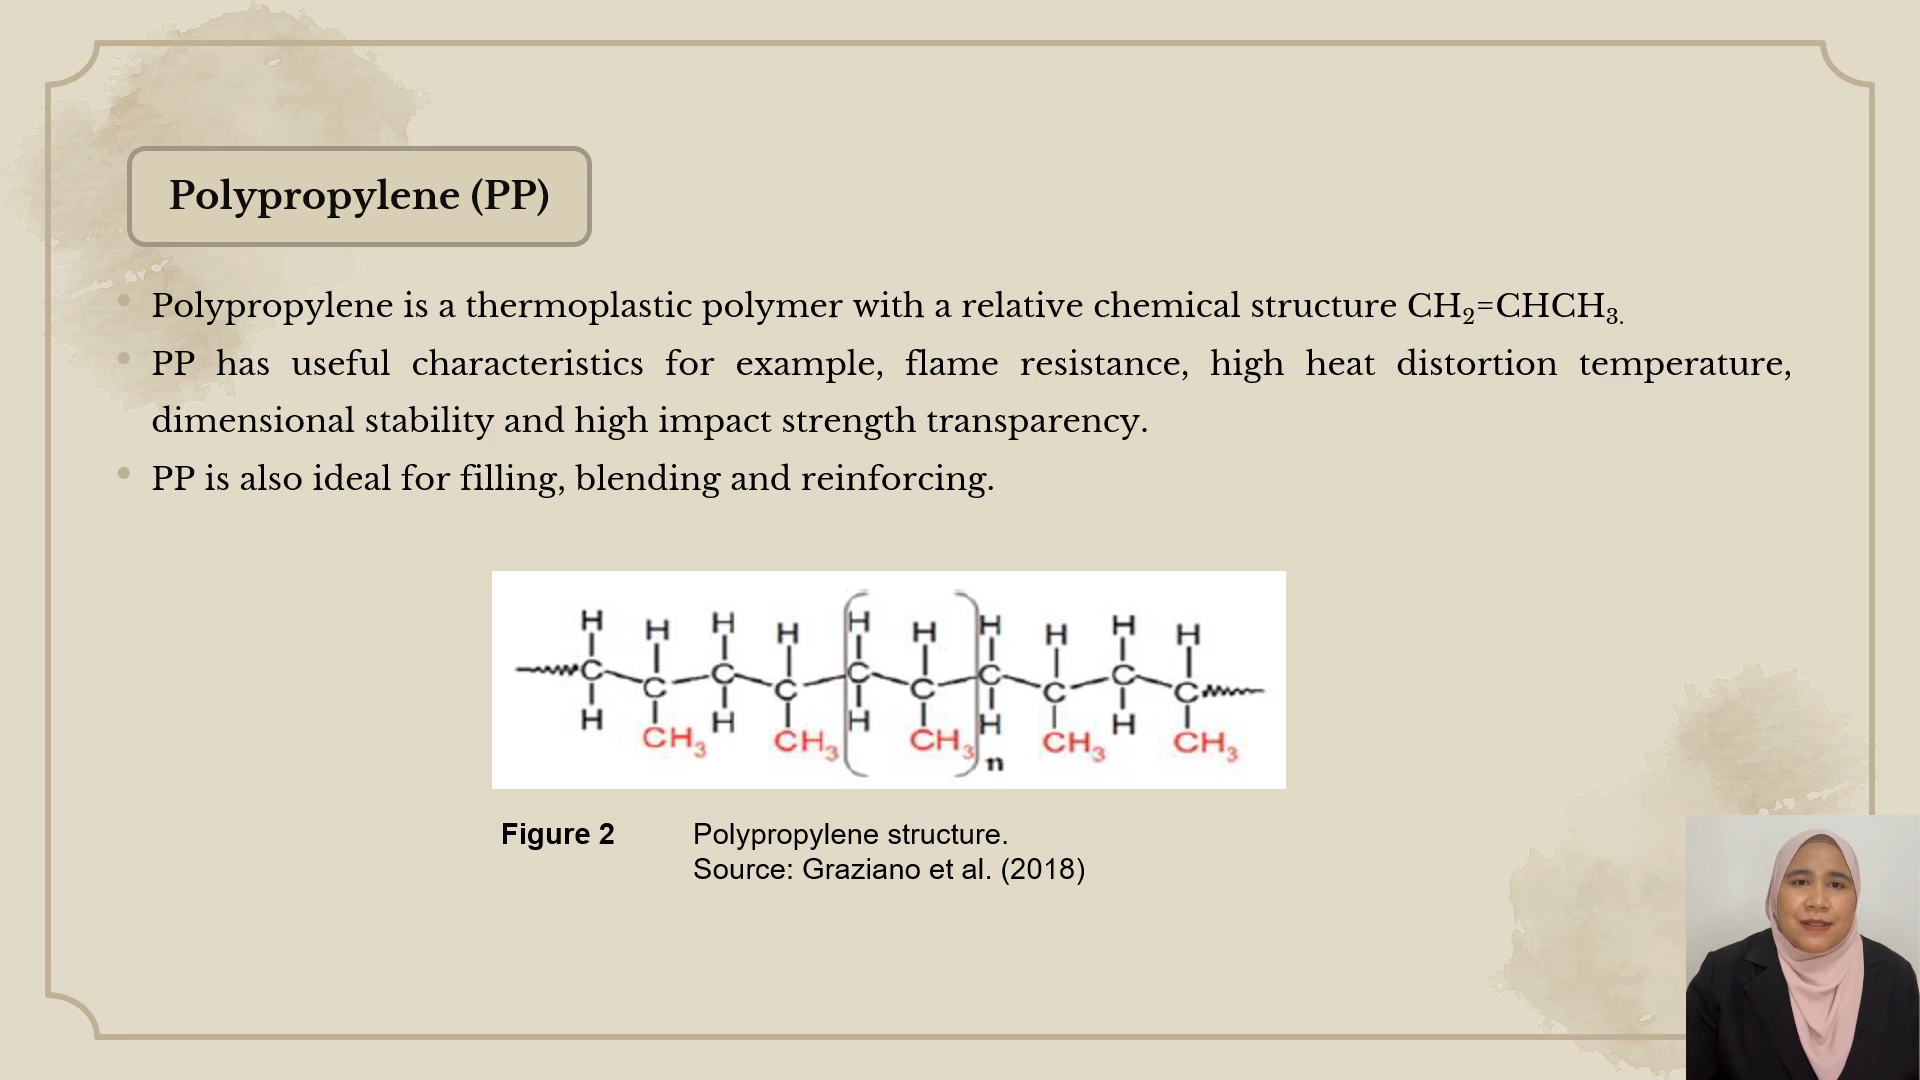 Polypropylene (PP)
Polypropylene is a thermoplastic polymer with a relative chemical structure CH₂=CHCH₃.
PP has useful characteristics for example, flame resistance, high heat distortion temperature,
dimensional stability and high impact strength transparency.
PP is also ideal for filling, blending and reinforcing.
H H H H H H H H H H
C C C C C C C C C C
H CH₃ H CH₃ H CH₃ H CH₃ H CH₃
n
Figure 2 Polypropylene structure.
Source: Graziano et al. (2018)